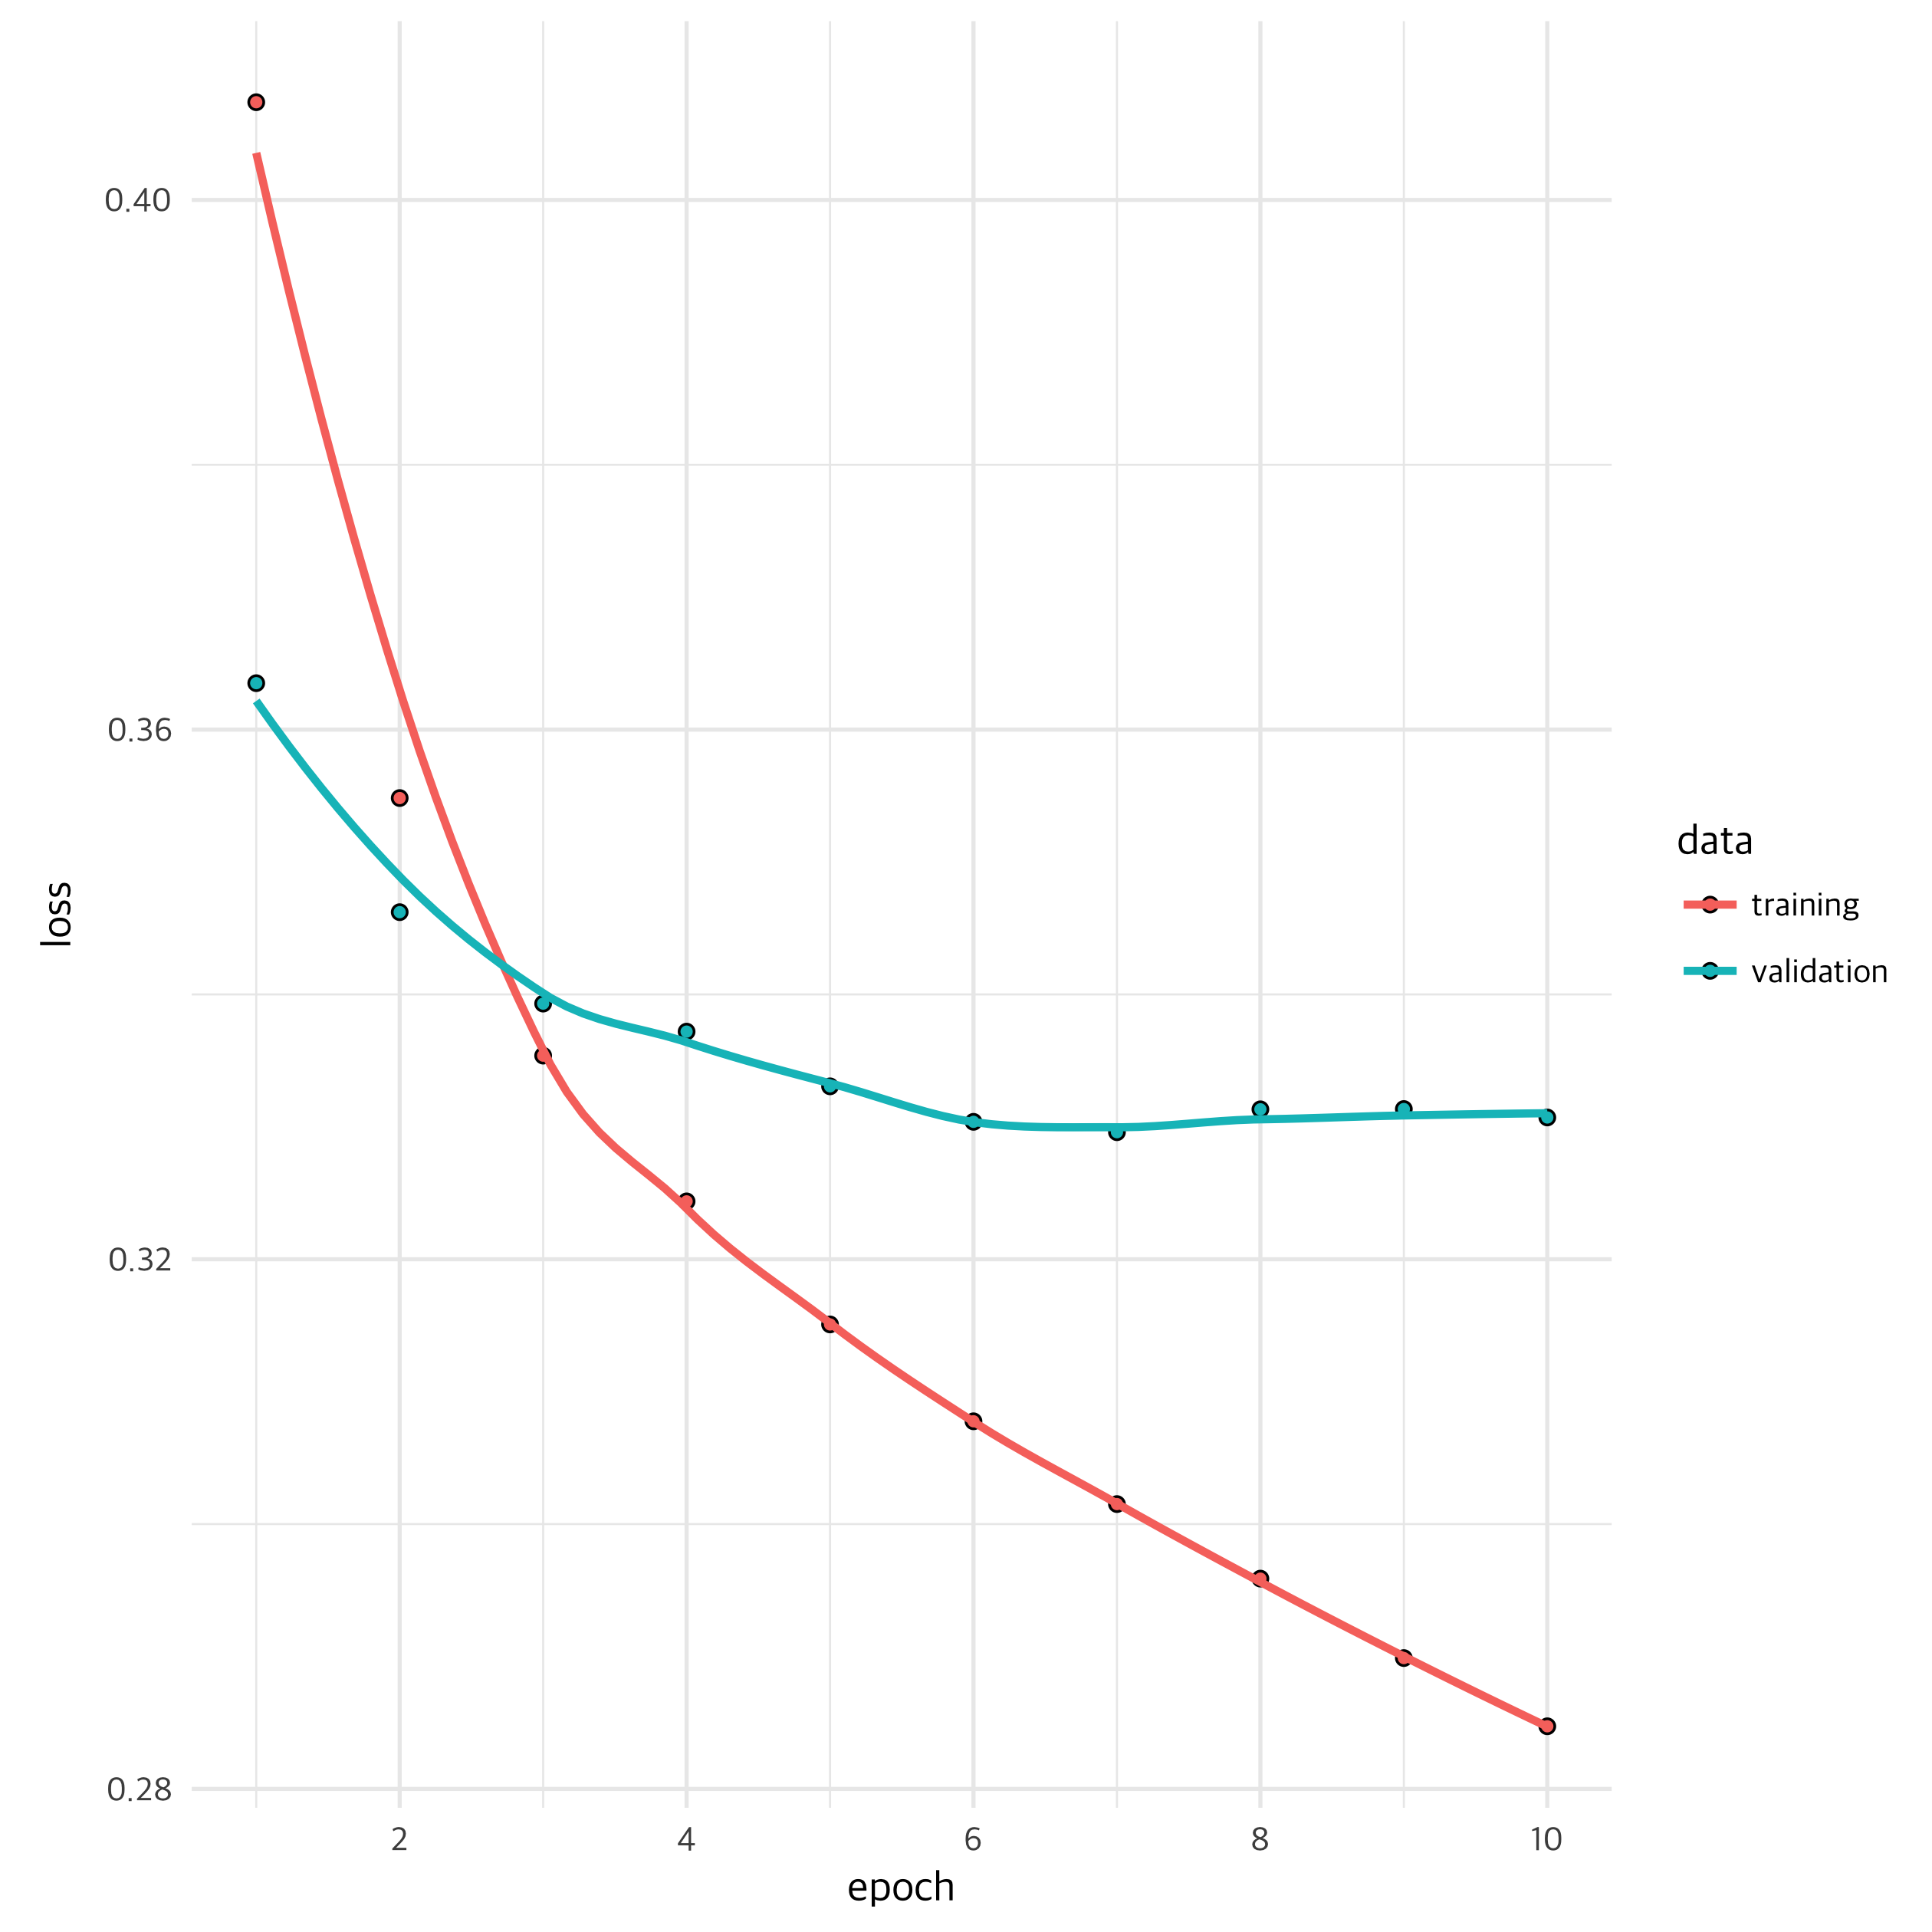 0.40
0.36
0.32
0.28
loss
2 4 6 8 10
epoch
data
training
validation